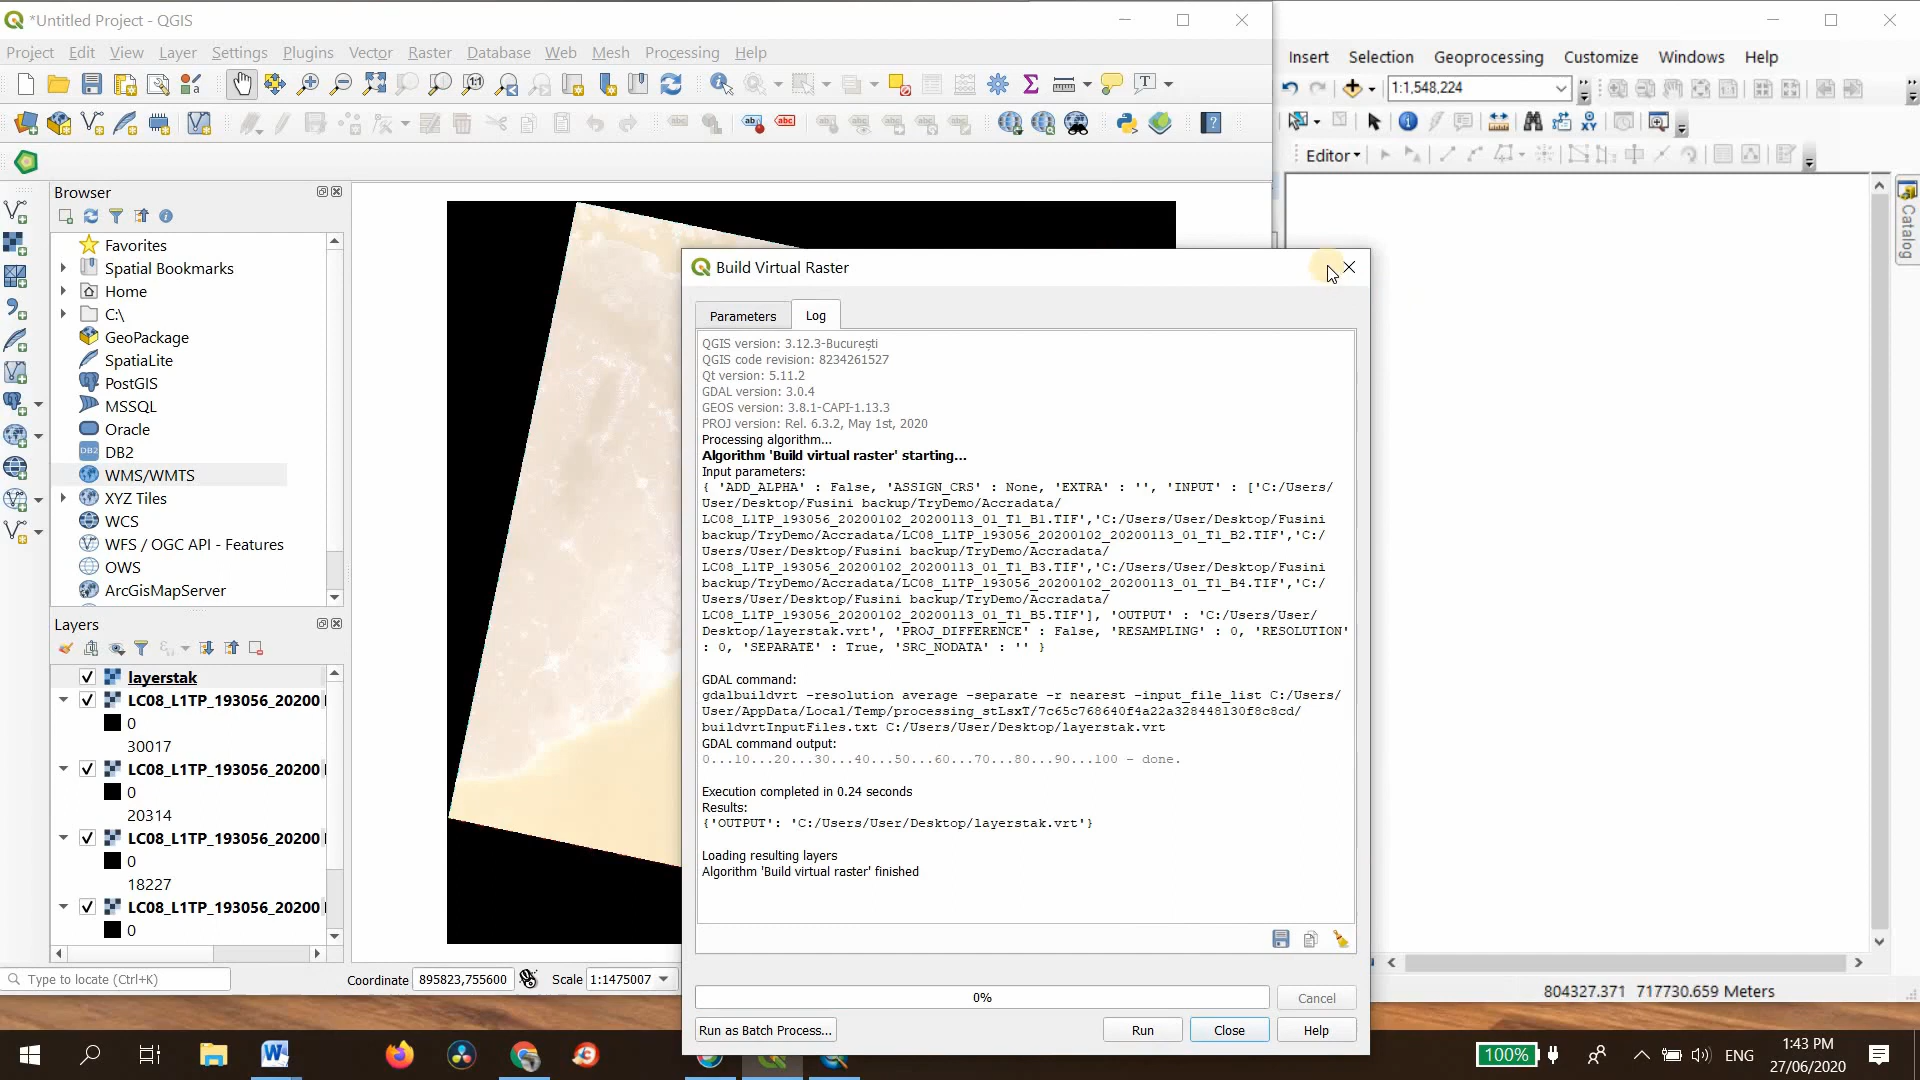 *Untitled Project - QGIS
Project Edit View Layer Settings Plugins Vector Raster Database Web Mesh Processing Help
Insert Selection Geoprocessing Customize Windows Help
1:1,548,224
Editor
Browser
Favorites
Spatial Bookmarks
Home
C:\
GeoPackage
SpatiaLite
PostGIS
MSSQL
Oracle
DB2
WMS/WMTS
XYZ Tiles
WCS
WFS / OGC API - Features
OWS
ArcGisMapServer
Layers
layerstak
LC08_L1TP_193056_20200
0
30017
LC08_L1TP_193056_20200
0
20314
LC08_L1TP_193056_20200
0
18227
LC08_L1TP_193056_20200
0
Type to locate (Ctrl+K)
Coordinate 895823,755600 Scale 1:1475007
Build Virtual Raster
Parameters Log
QGIS version: 3.12.3-București
QGIS code revision: 8234261527
Qt version: 5.11.2
GDAL version: 3.0.4
GEOS version: 3.8.1-CAPI-1.13.3
PROJ version: Rel. 6.3.2, May 1st, 2020
Processing algorithm...
Algorithm 'Build virtual raster' starting...
Input parameters:
{ 'ADD_ALPHA' : False, 'ASSIGN_CRS' : None, 'EXTRA' : '', 'INPUT' : ['C:/Users/
User/Desktop/Fusini backup/TryDemo/Accradata/
LC08_L1TP_193056_20200102_20200113_01_T1_B1.TIF','C:/Users/User/Desktop/Fusini
backup/TryDemo/Accradata/LC08_L1TP_193056_20200102_20200113_01_T1_B2.TIF','C:/
Users/User/Desktop/Fusini backup/TryDemo/Accradata/
LC08_L1TP_193056_20200102_20200113_01_T1_B3.TIF','C:/Users/User/Desktop/Fusini
backup/TryDemo/Accradata/LC08_L1TP_193056_20200102_20200113_01_T1_B4.TIF','C:/
Users/User/Desktop/Fusini backup/TryDemo/Accradata/
LC08_L1TP_193056_20200102_20200113_01_T1_B5.TIF'], 'OUTPUT' : 'C:/Users/User/
Desktop/layerstak.vrt', 'PROJ_DIFFERENCE' : False, 'RESAMPLING' : 0, 'RESOLUTION'
: 0, 'SEPARATE' : True, 'SRC_NODATA' : '' }
GDAL command:
gdalbuildvrt -resolution average -separate -r nearest -input_file_list C:/Users/
User/AppData/Local/Temp/processing_stLsxT/7c65c768640f4a22a328448130f8c8cd/
buildvrtInputFiles.txt C:/Users/User/Desktop/layerstak.vrt
GDAL command output:
0...10...20...30...40...50...60...70...80...90...100 - done.
Execution completed in 0.24 seconds
Results:
{'OUTPUT': 'C:/Users/User/Desktop/layerstak.vrt'}
Loading resulting layers
Algorithm 'Build virtual raster' finished
0%
Cancel
Run as Batch Process...
Run
Close
Help
Catalog
804327.371 717730.659 Meters
100%
ENG
1:43 PM
27/06/2020